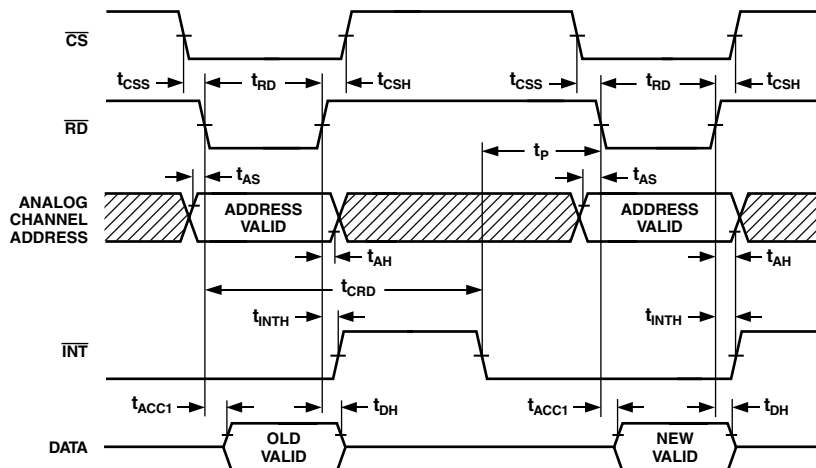 CS
tCSS
tRD
tCSH
tCSS
tRD
tCSH
RD
tP
tAS
tAS
ANALOG
CHANNEL
ADDRESS
ADDRESS
VALID
ADDRESS
VALID
tAH
tAH
tCRD
tINTH
tINTH
INT
tACC1
tDH
tACC1
tDH
DATA
OLD
VALID
NEW
VALID